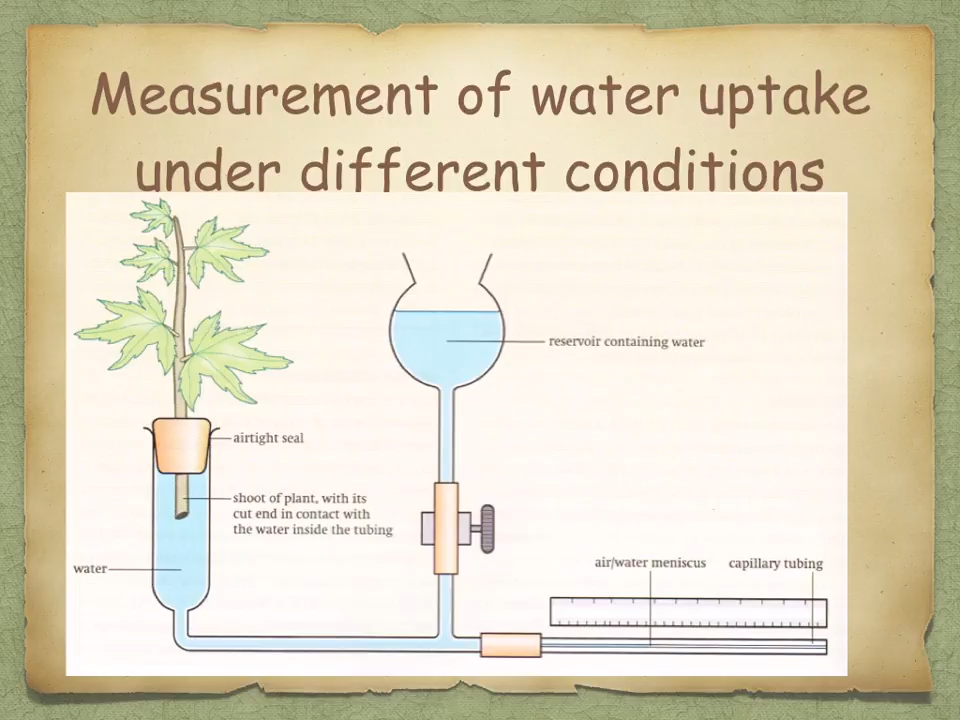 Measurement of water uptake
under different conditions
reservoir containing water
airtight seal
shoot of plant, with its
cut end in contact with
the water inside the tubing
water
air/water meniscus
capillary tubing